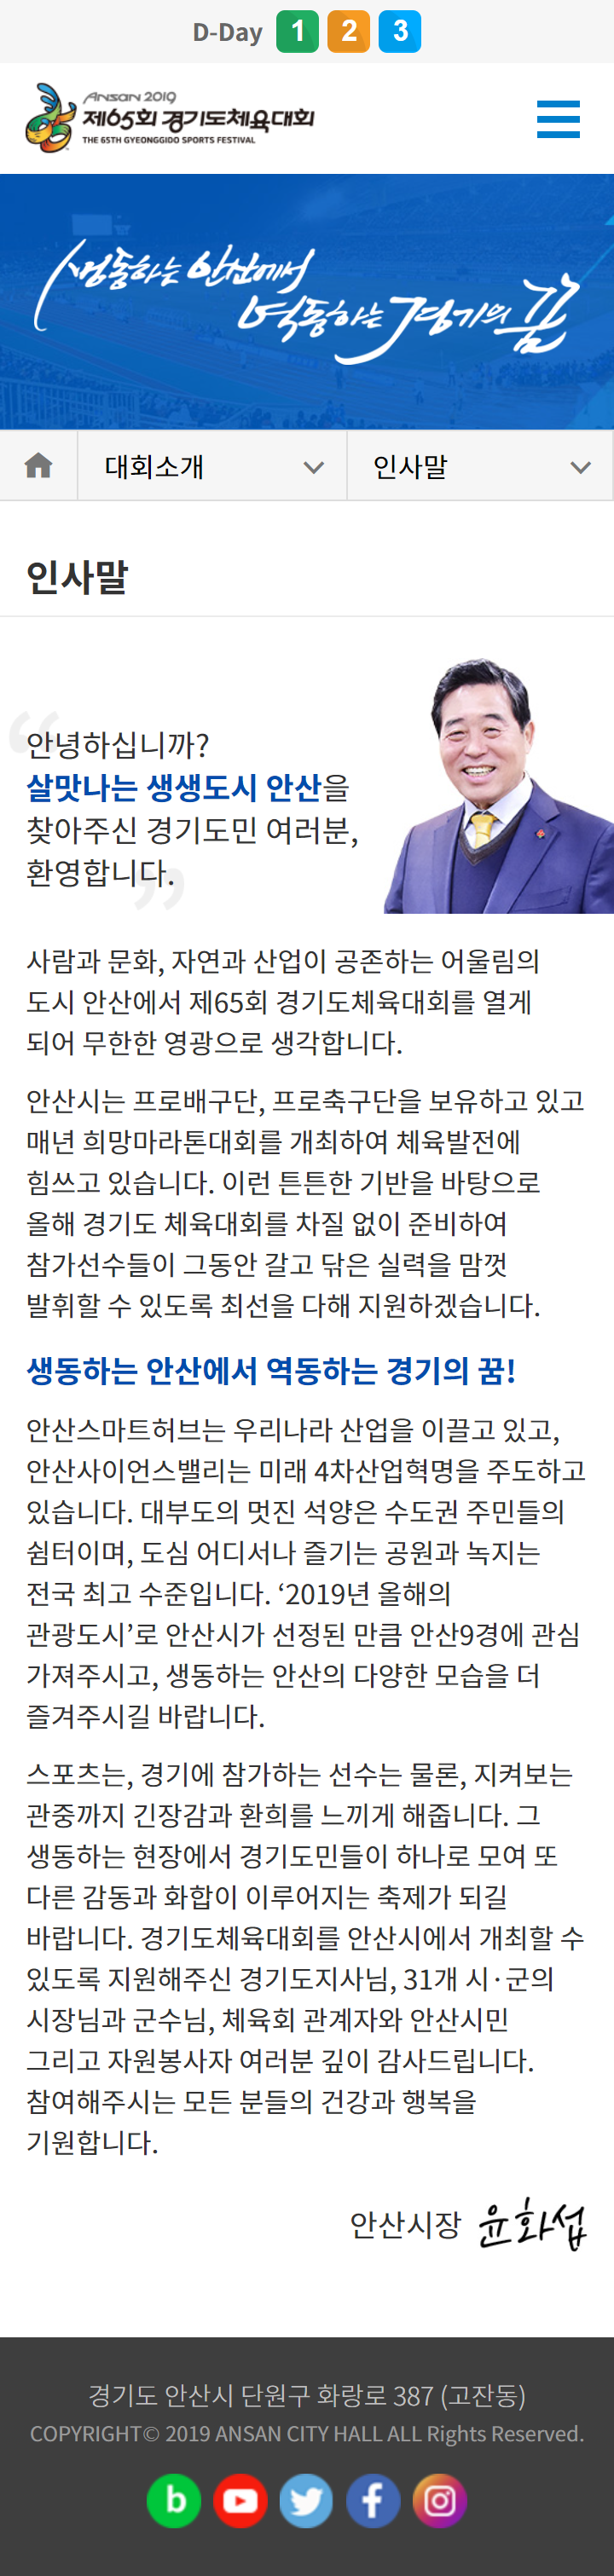 D-Day 1 2 3
ANSAN 2019
제65회 경기도체육대회
THE 65TH GYEONGGIDO SPORTS FESTIVAL
생동하는 안산에서
역동하는 경기의 꿈
대회소개 인사말
인사말
“
안녕하십니까?
살맛나는 생생도시 안산을
찾아주신 경기도민 여러분,
환영합니다.
”
사람과 문화, 자연과 산업이 공존하는 어울림의
도시 안산에서 제65회 경기도체육대회를 열게
되어 무한한 영광으로 생각합니다.
안산시는 프로배구단, 프로축구단을 보유하고 있고
매년 희망마라톤대회를 개최하여 체육발전에
힘쓰고 있습니다. 이런 튼튼한 기반을 바탕으로
올해 경기도 체육대회를 차질 없이 준비하여
참가선수들이 그동안 갈고 닦은 실력을 맘껏
발휘할 수 있도록 최선을 다해 지원하겠습니다.
생동하는 안산에서 역동하는 경기의 꿈!
안산스마트허브는 우리나라 산업을 이끌고 있고,
안산사이언스밸리는 미래 4차산업혁명을 주도하고
있습니다. 대부도의 멋진 석양은 수도권 주민들의
쉼터이며, 도심 어디서나 즐기는 공원과 녹지는
전국 최고 수준입니다. ‘2019년 올해의
관광도시’로 안산시가 선정된 만큼 안산9경에 관심
가져주시고, 생동하는 안산의 다양한 모습을 더
즐겨주시길 바랍니다.
스포츠는, 경기에 참가하는 선수는 물론, 지켜보는
관중까지 긴장감과 환희를 느끼게 해줍니다. 그
생동하는 현장에서 경기도민들이 하나로 모여 또
다른 감동과 화합이 이루어지는 축제가 되길
바랍니다. 경기도체육대회를 안산시에서 개최할 수
있도록 지원해주신 경기도지사님, 31개 시·군의
시장님과 군수님, 체육회 관계자와 안산시민
그리고 자원봉사자 여러분 깊이 감사드립니다.
참여해주시는 모든 분들의 건강과 행복을
기원합니다.
안산시장 윤화섭
경기도 안산시 단원구 화랑로 387 (고잔동)
COPYRIGHT© 2019 ANSAN CITY HALL ALL Rights Reserved.
b f